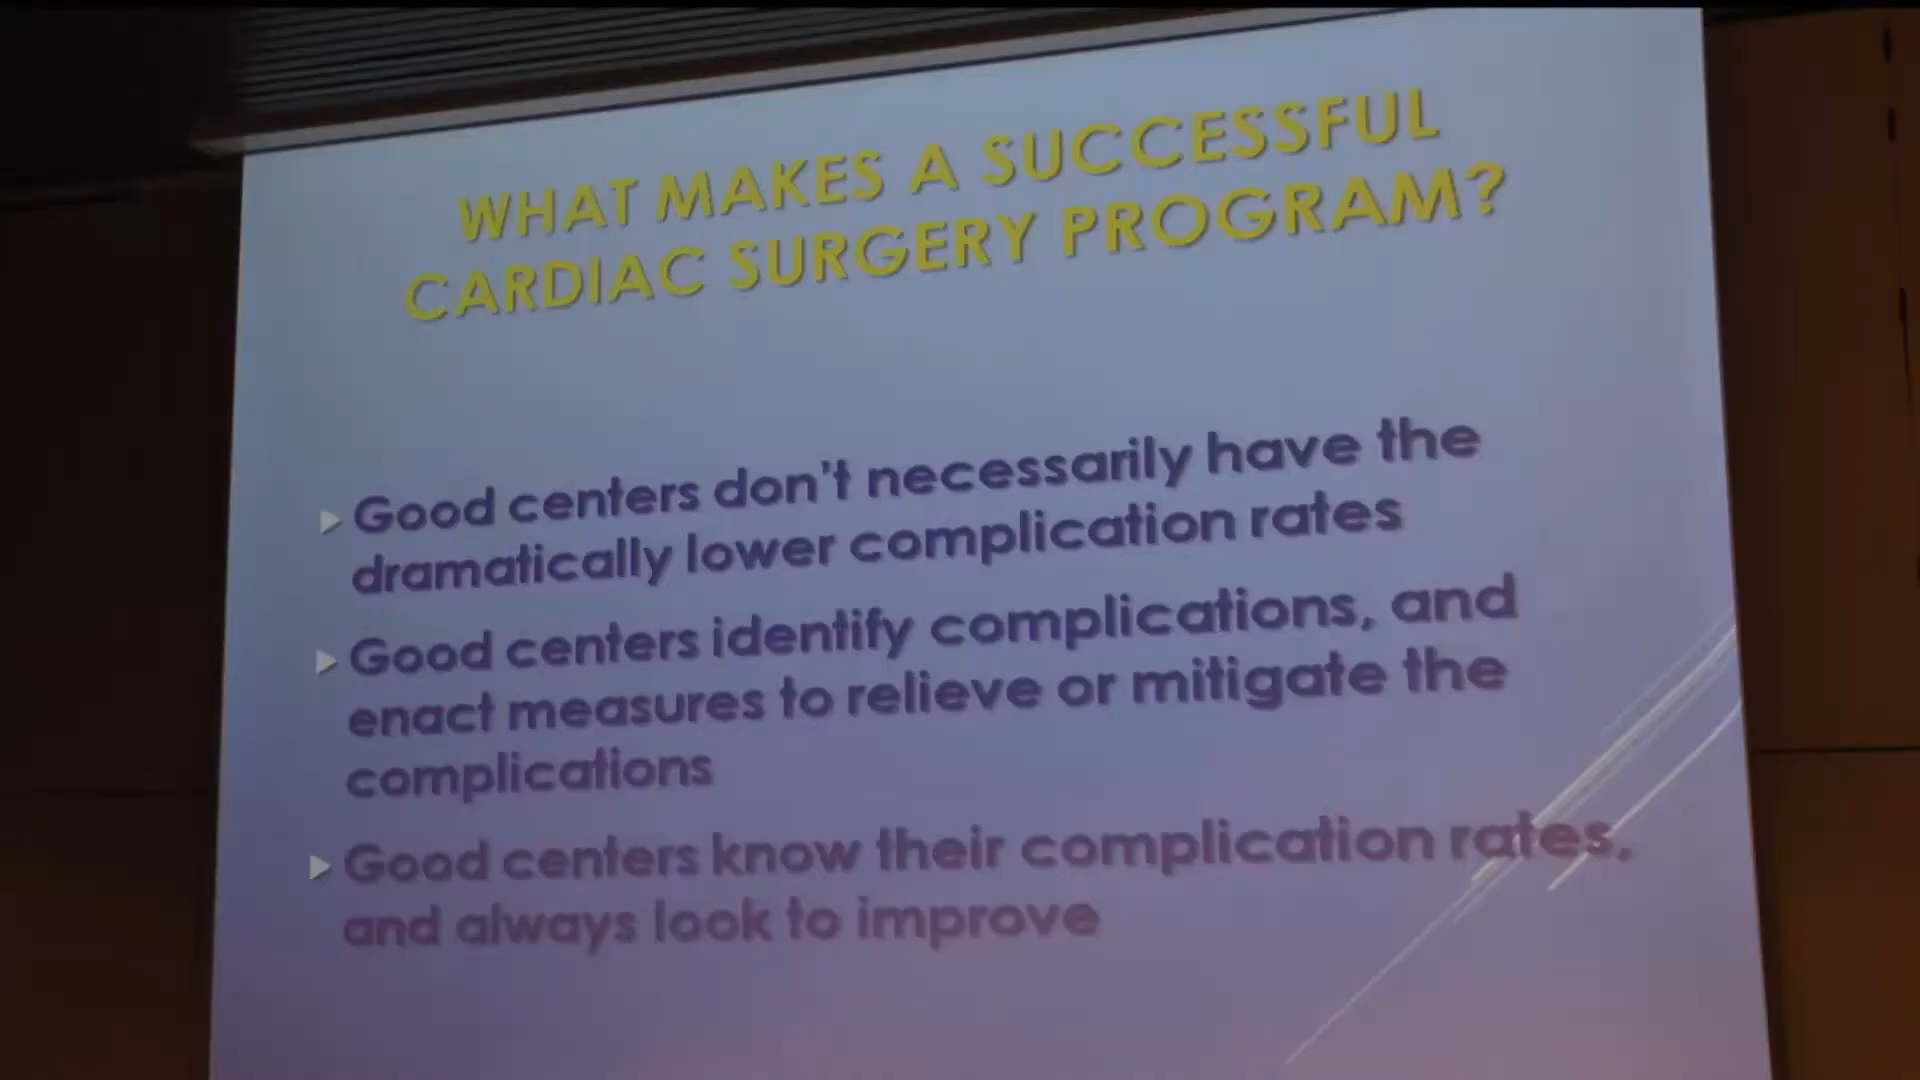 WHAT MAKES A SUCCESSFUL
CARDIAC SURGERY PROGRAM?
Good centers don't necessarily have the
dramatically lower complication rates
Good centers identify complications, and
enact measures to relieve or mitigate the
complications
Good centers know their complication rates,
and always look to improve